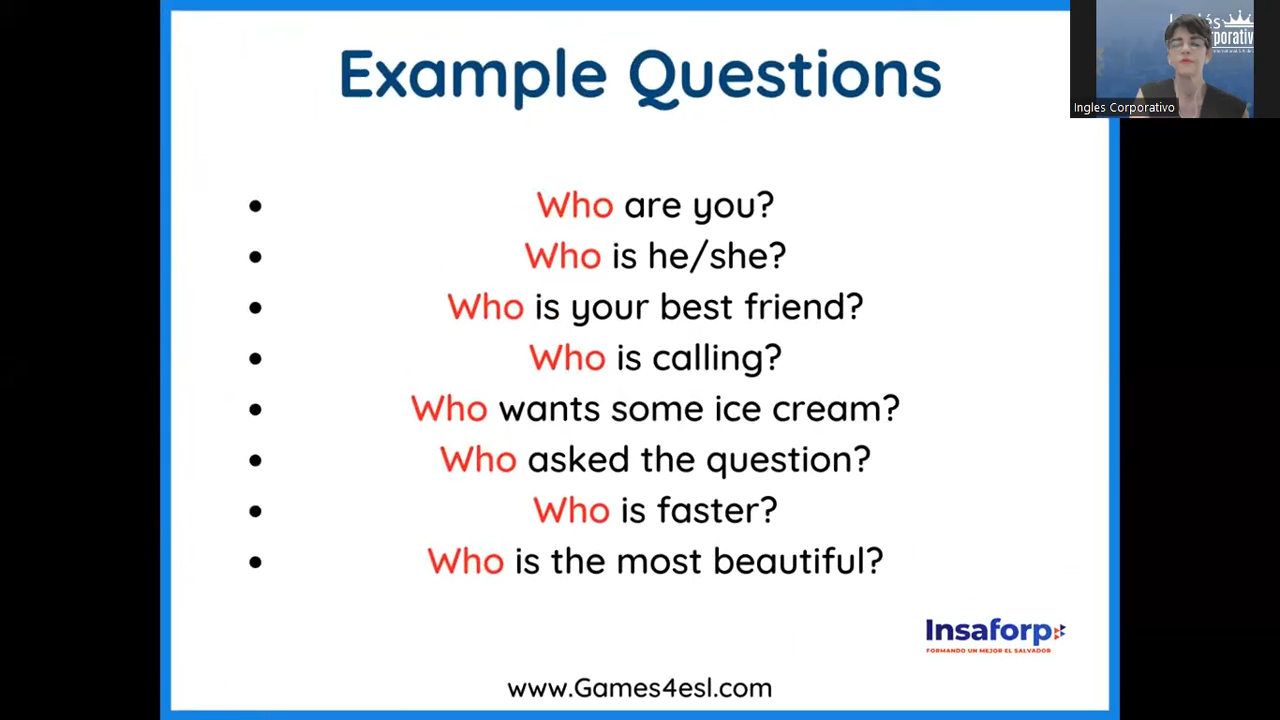 Example Questions
Ingles Corporativo
• Who are you?
• Who is he/she?
• Who is your best friend?
• Who is calling?
• Who wants some ice cream?
• Who asked the question?
• Who is faster?
• Who is the most beautiful?
Insaforp
FORMANDO UN MEJOR EL SALVADOR
www.Games4esl.com